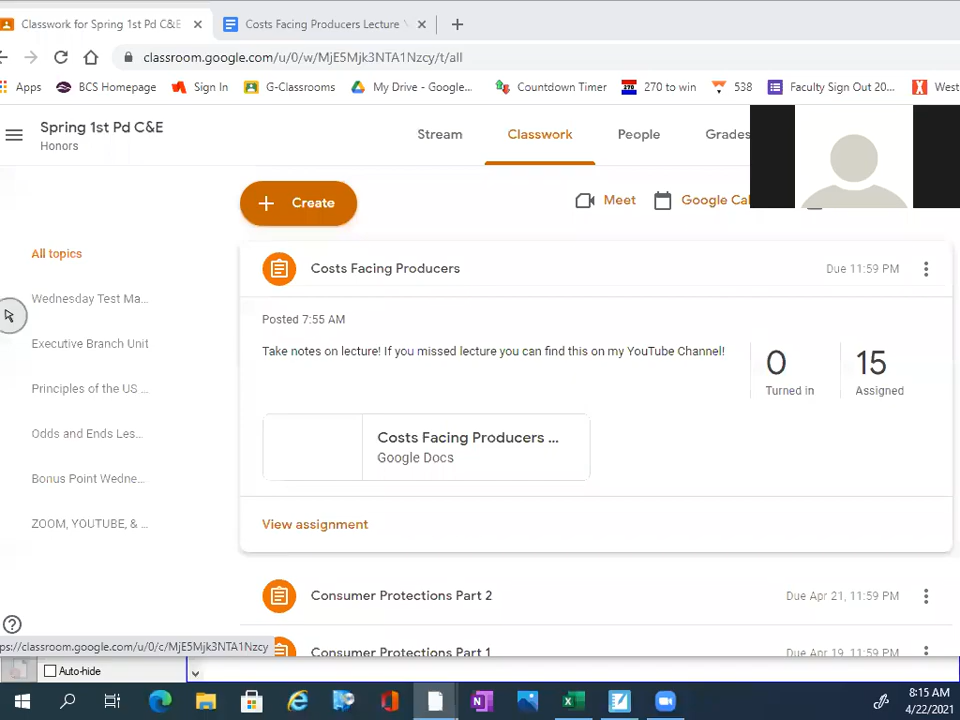 Classwork for Spring 1st Pd C&E
Costs Facing Producers Lecture
classroom.google.com/u/0/w/MjE5Mjk3NTA1Nzcy/t/all
Apps
BCS Homepage
Sign In
G-Classrooms
My Drive - Google...
Countdown Timer
270 to win
538
Faculty Sign Out 20...
West
Spring 1st Pd C&E
Honors
Stream
Classwork
People
Grades
Create
Meet
Google Cal
All topics
Wednesday Test Ma...
Executive Branch Unit
Principles of the US ...
Odds and Ends Les...
Bonus Point Wedne...
ZOOM, YOUTUBE, & ...
Costs Facing Producers
Due 11:59 PM
Posted 7:55 AM
Take notes on lecture! If you missed lecture you can find this on my YouTube Channel!
0
Turned in
15
Assigned
Costs Facing Producers ...
Google Docs
View assignment
Consumer Protections Part 2
Due Apr 21, 11:59 PM
Consumer Protections Part 1
Due Apr 19, 11:59 PM
ps://classroom.google.com/u/0/c/MjE5Mjk3NTA1Nzcy
Auto-hide
8:15 AM
4/22/2021